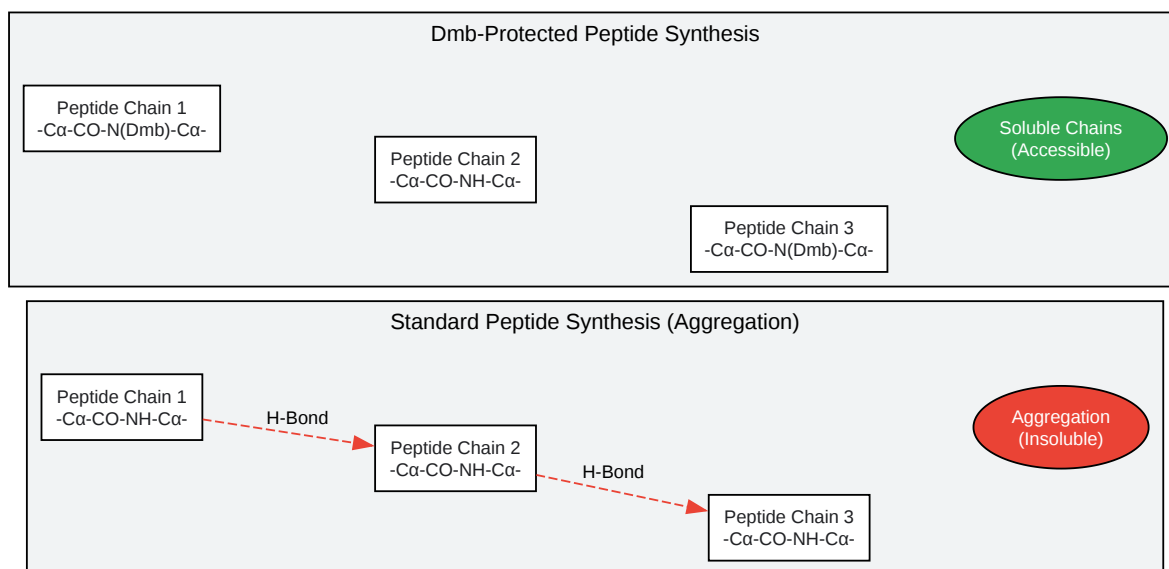 Dmb-Protected Peptide Synthesis
Peptide Chain 1
-Cα-CO-N(Dmb)-Cα-
Peptide Chain 2
-Cα-CO-NH-Cα-
Peptide Chain 3
-Cα-CO-N(Dmb)-Cα-
Soluble Chains
(Accessible)
Standard Peptide Synthesis (Aggregation)
Peptide Chain 1
-Cα-CO-NH-Cα-
H-Bond
Peptide Chain 2
-Cα-CO-NH-Cα-
H-Bond
Peptide Chain 3
-Cα-CO-NH-Cα-
Aggregation
(Insoluble)